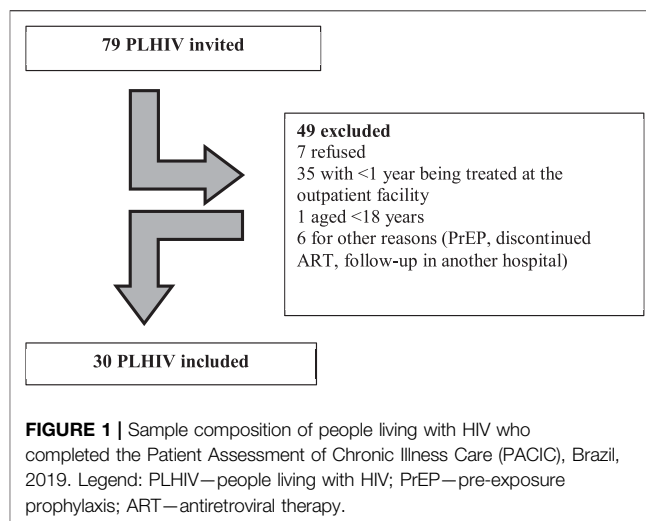 79 PLHIV invited
49 excluded
7 refused
35 with <1 year being treated at the
outpatient facility
1 aged <18 years
6 for other reasons (PrEP, discontinued
ART, follow-up in another hospital)
30 PLHIV included
FIGURE 1 | Sample composition of people living with HIV who
completed the Patient Assessment of Chronic Illness Care (PACIC), Brazil,
2019. Legend: PLHIV—people living with HIV; PrEP—pre-exposure
prophylaxis; ART—antiretroviral therapy.